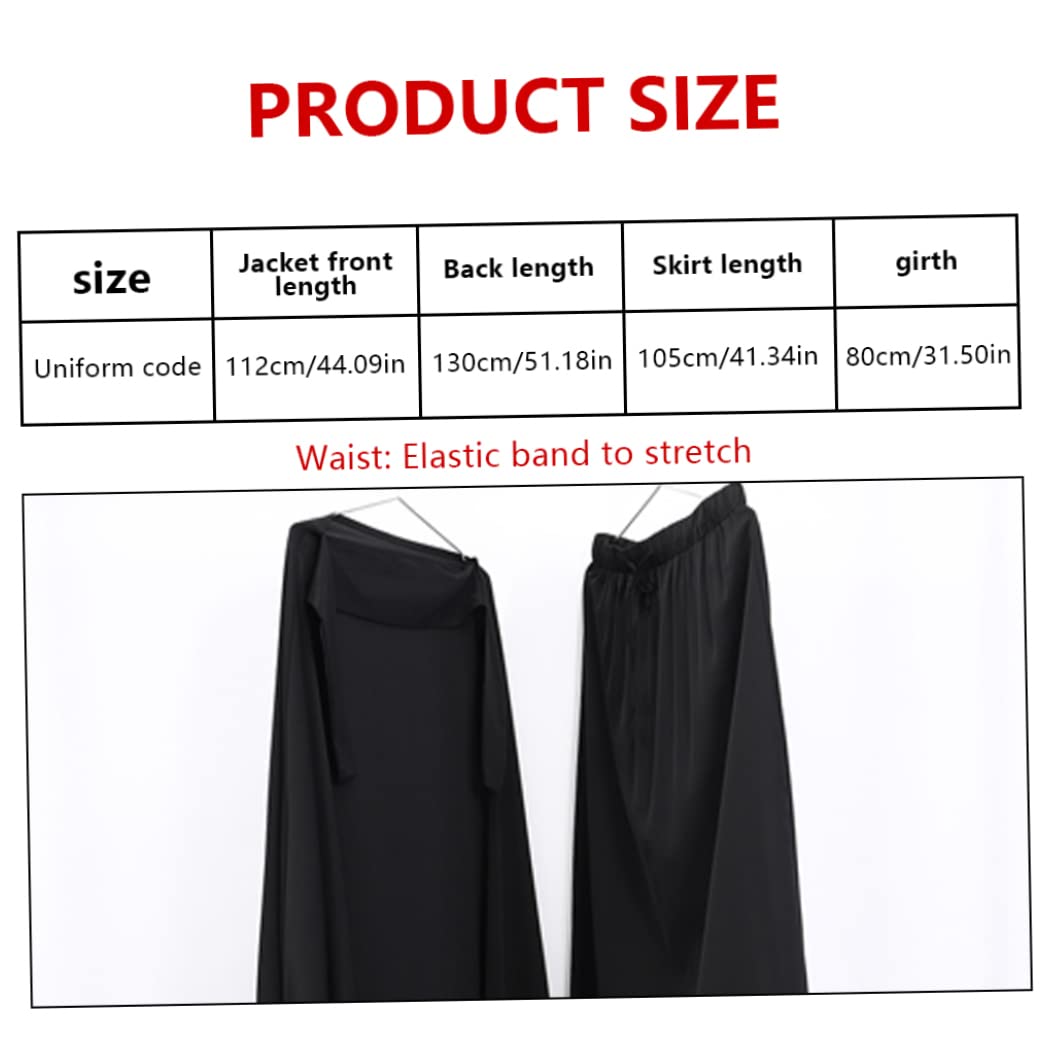 PRODUCT SIZE
size
Jacket front
length
Back length
Skirt length
girth
Uniform code
112cm/44.09in
130cm/51.18in
105cm/41.34in
80cm/31.50in
Waist: Elastic band to stretch